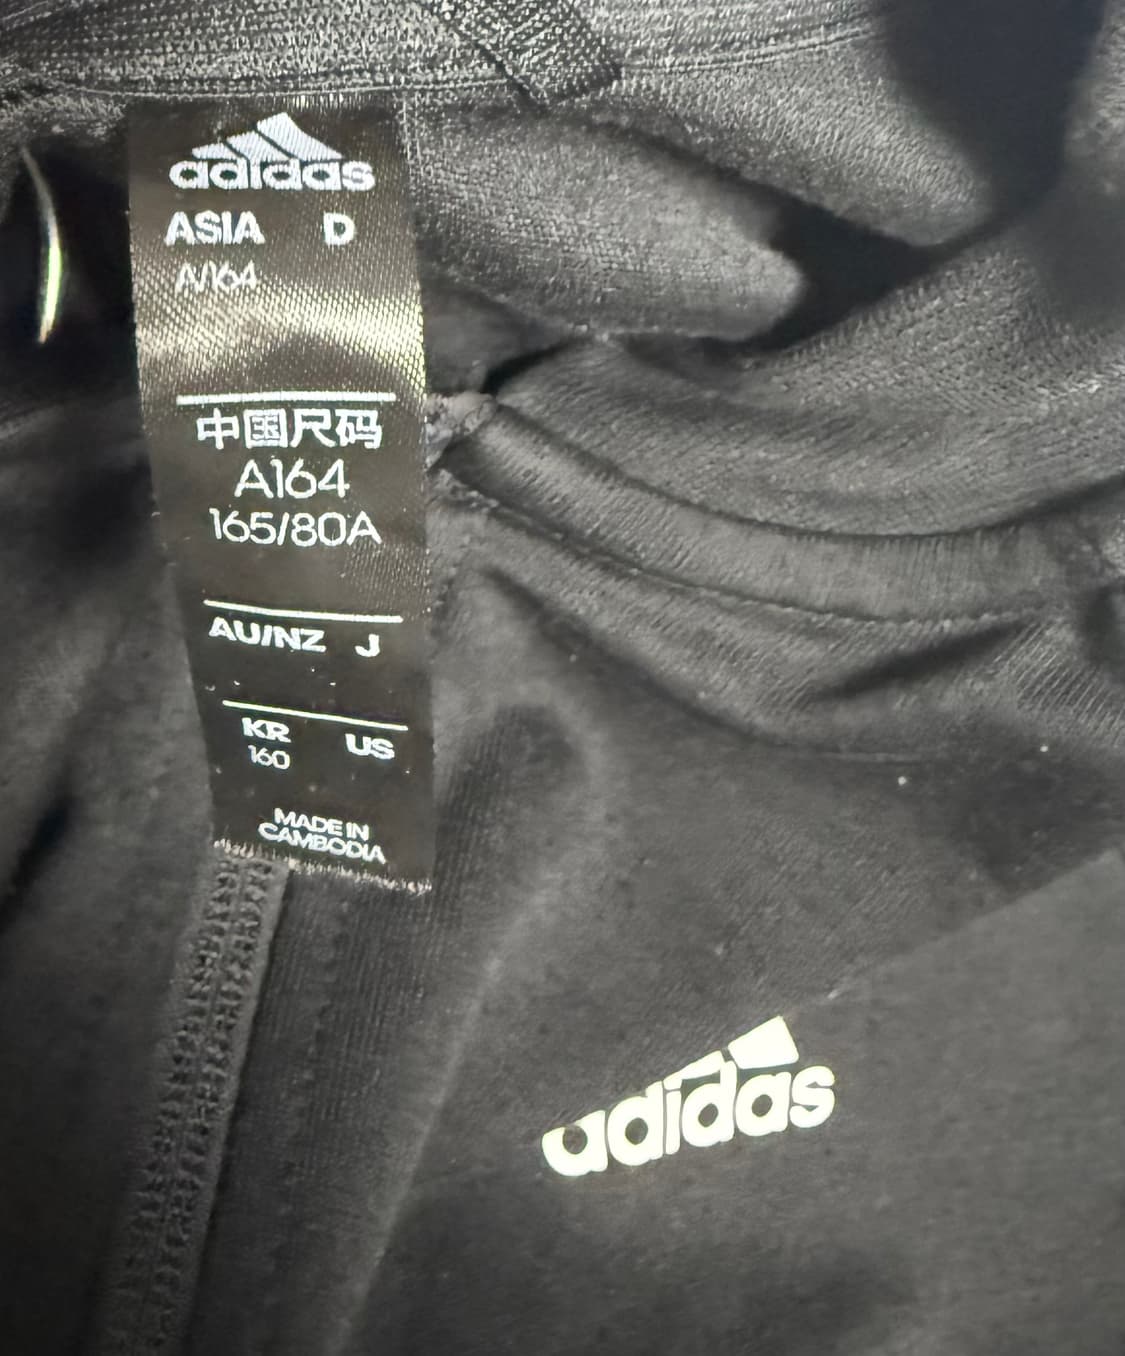 adidas
ASIA D
A/164
中国尺码
A164
165/80A
AU/NZ J
KR US
160
MADE IN
CAMBODIA
adidas